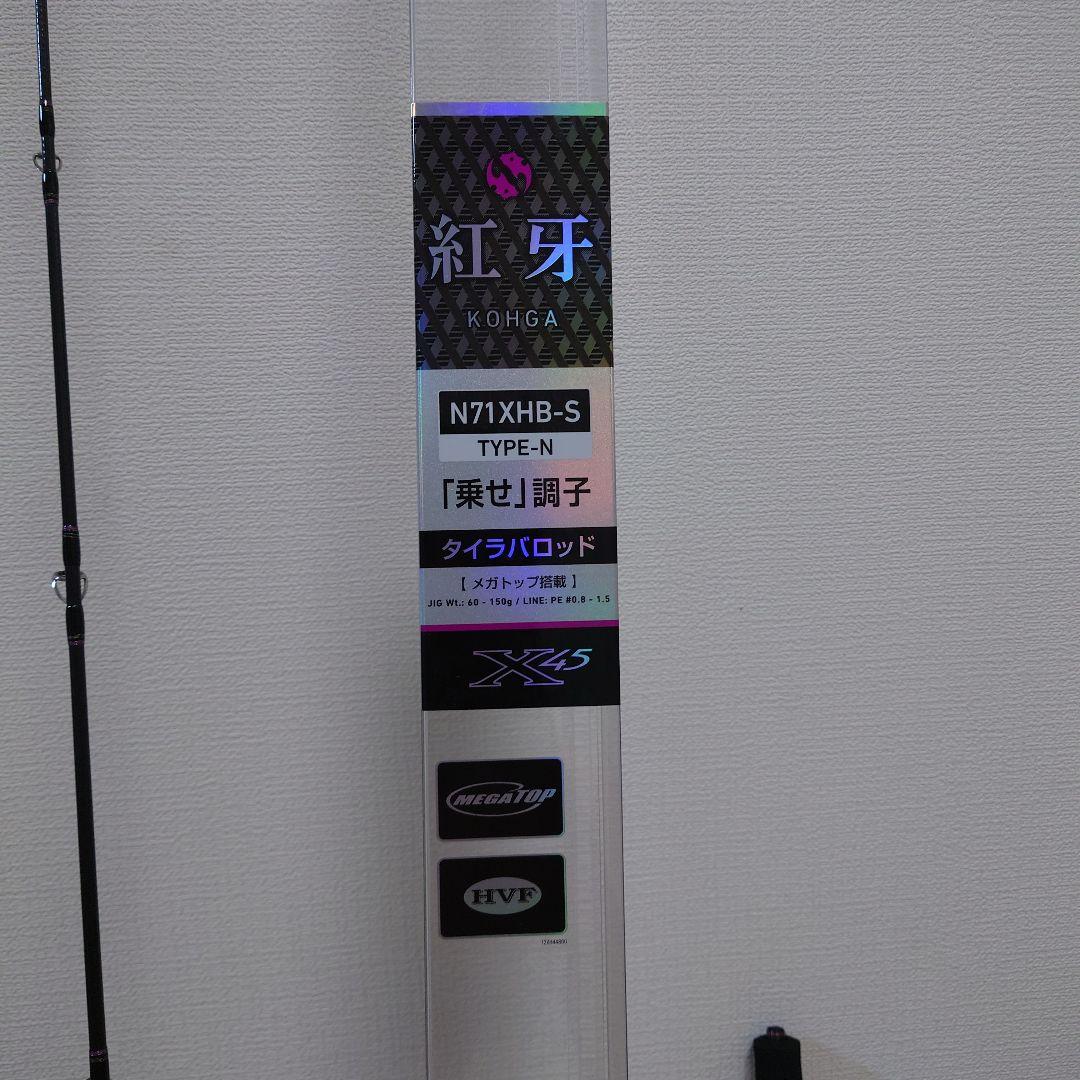 紅牙
KOHGA
N71XHB-S
TYPE-N
「乗せ」調子
タイラバロッド
【 メガトップ搭載 】
JIG Wt.: 60 - 150g / LINE: PE #0.8 - 1.5
X45
MEGATOP
HVF